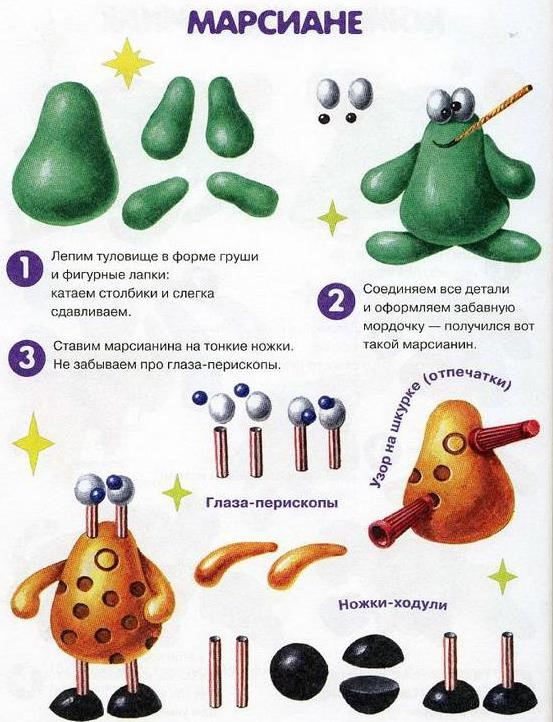 МАРСИАНЕ
1
Лепим туловище в форме груши
и фигурные лапки:
катаем столбики и слегка
сдавливаем.
2
Соединяем все детали
и оформляем забавную
мордочку — получился вот
такой марсианин.
3
Ставим марсианина на тонкие ножки.
Не забываем про глаза-перископы.
Узор на шкурке (отпечатки)
Глаза-перископы
Ножки-ходули